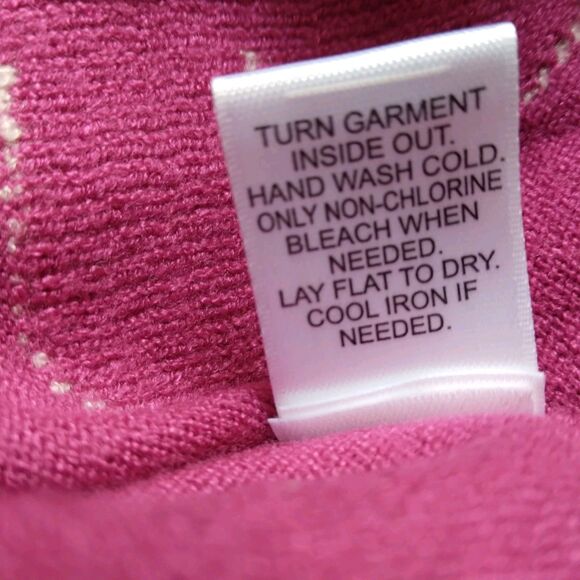 TURN GARMENT
INSIDE OUT.
HAND WASH COLD.
ONLY NON-CHLORINE
BLEACH WHEN
NEEDED.
LAY FLAT TO DRY.
COOL IRON IF
NEEDED.